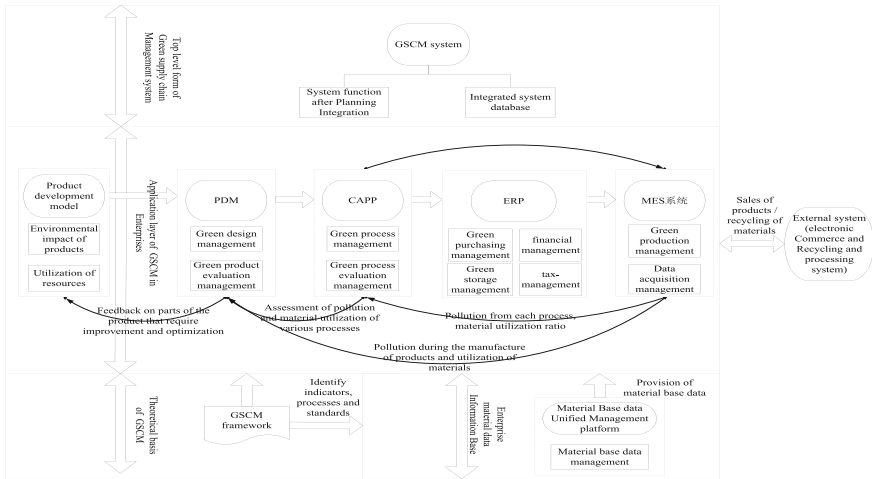 Top level form of
Green supply chain
Management system
GSCM system
System function
after Planning
Integration
Integrated system
database
Application layer of GSCM in
Enterprises
Product
development
model
Environmental
impact of
products
Utilization of
resources
PDM
Green design
management
Green product
evaluation
management
CAPP
Green process
management
Green process
evaluation
management
ERP
Green
purchasing
management
financial
management
Green
storage
management
tax-
management
MES系统
Green
production
management
Data
acquisition
management
Sales of
products /
recycling of
materials
External system
(electronic
Commerce and
Recycling and
processing
system)
Feedback on parts of the
product that require
improvement and optimization
Assessment of pollution
and material utilization of
various processes
Pollution from each process,
material utilization ratio
Pollution during the manufacture
of products and utilization of
materials
Theoretical basis
of GSCM
GSCM
framework
Identify
indicators,
processes and
standards
Enterprise
material data
Information Base
Provision of
material base data
Material Base data
Unified Management
platform
Material base data
management